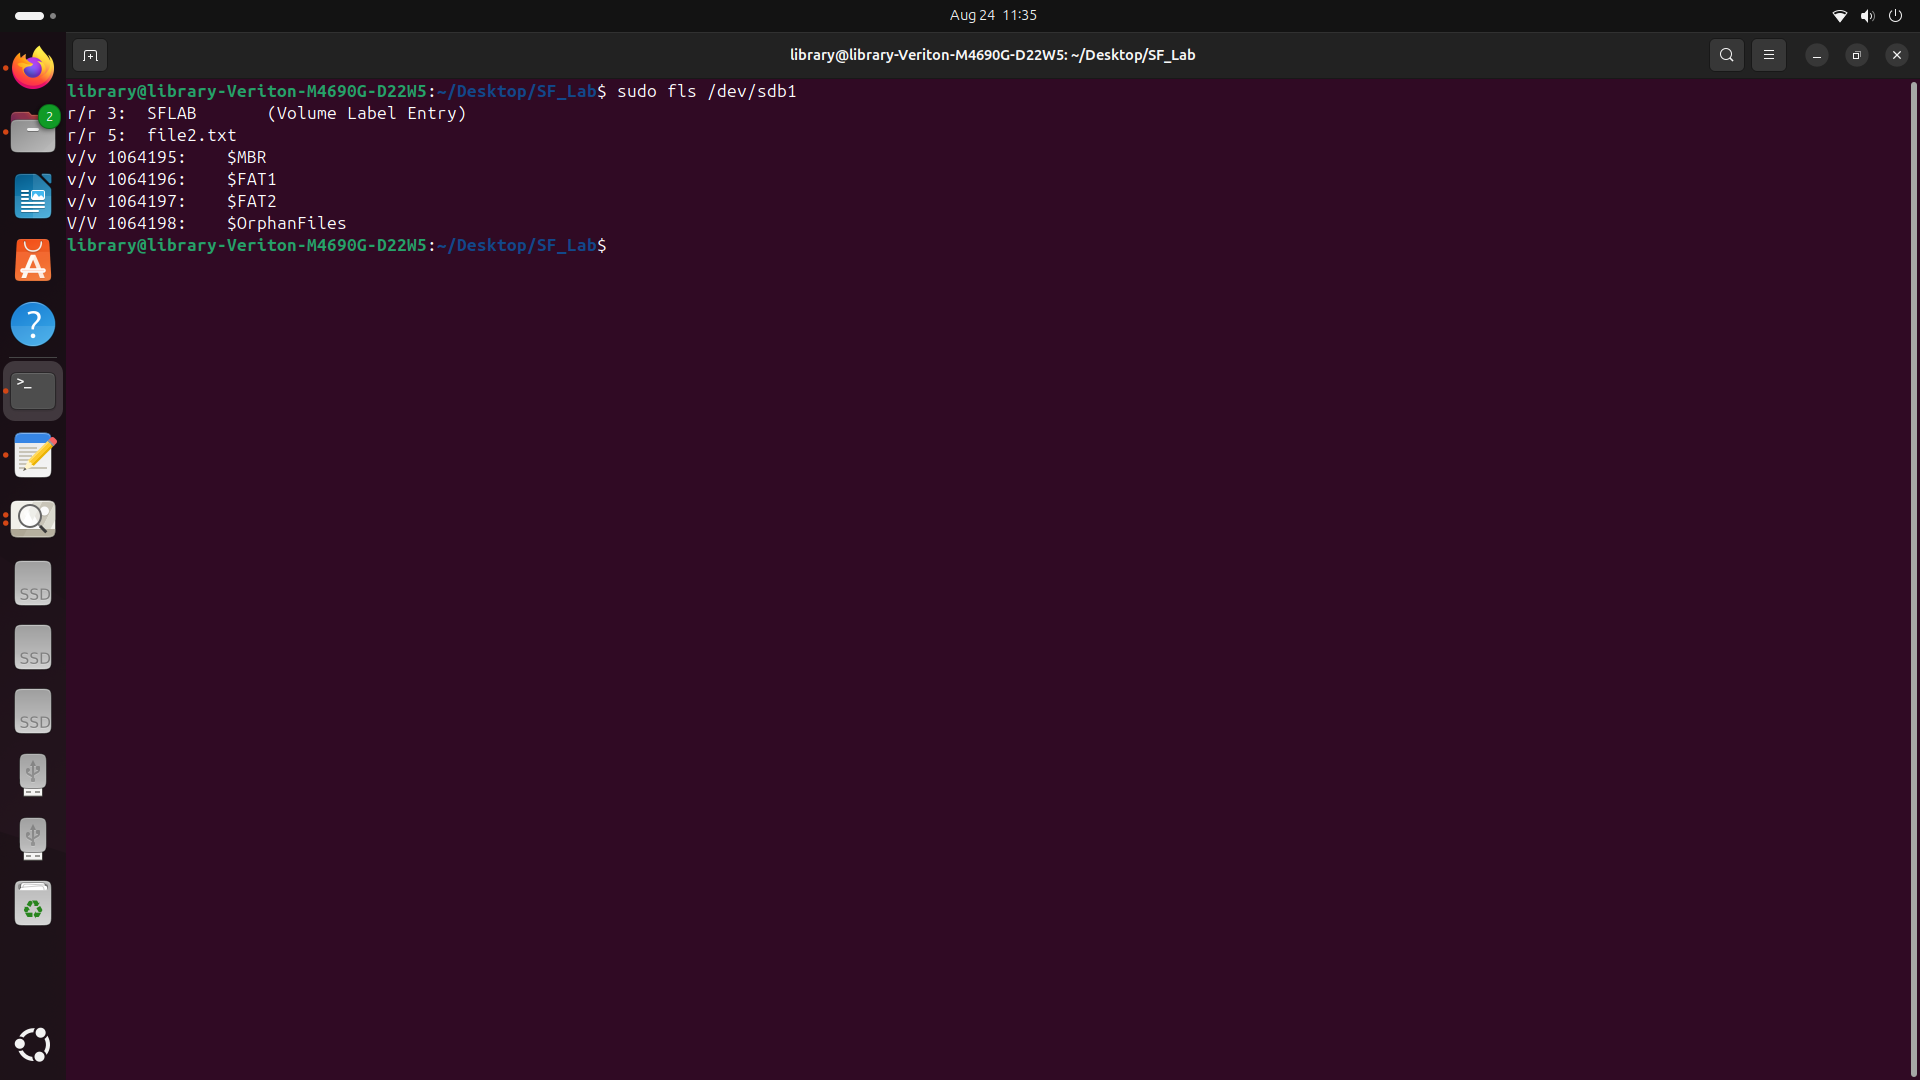 Aug 24 11:35
library@library-Veriton-M4690G-D22W5: ~/Desktop/SF_Lab
library@library-Veriton-M4690G-D22W5:~/Desktop/SF_Lab$ sudo fls /dev/sdb1
r/r 3:  SFLAB       (Volume Label Entry)
r/r 5:  file2.txt
v/v 1064195:    $MBR
v/v 1064196:    $FAT1
v/v 1064197:    $FAT2
V/V 1064198:    $OrphanFiles
library@library-Veriton-M4690G-D22W5:~/Desktop/SF_Lab$
2
A
?
>_
SSD
SSD
SSD